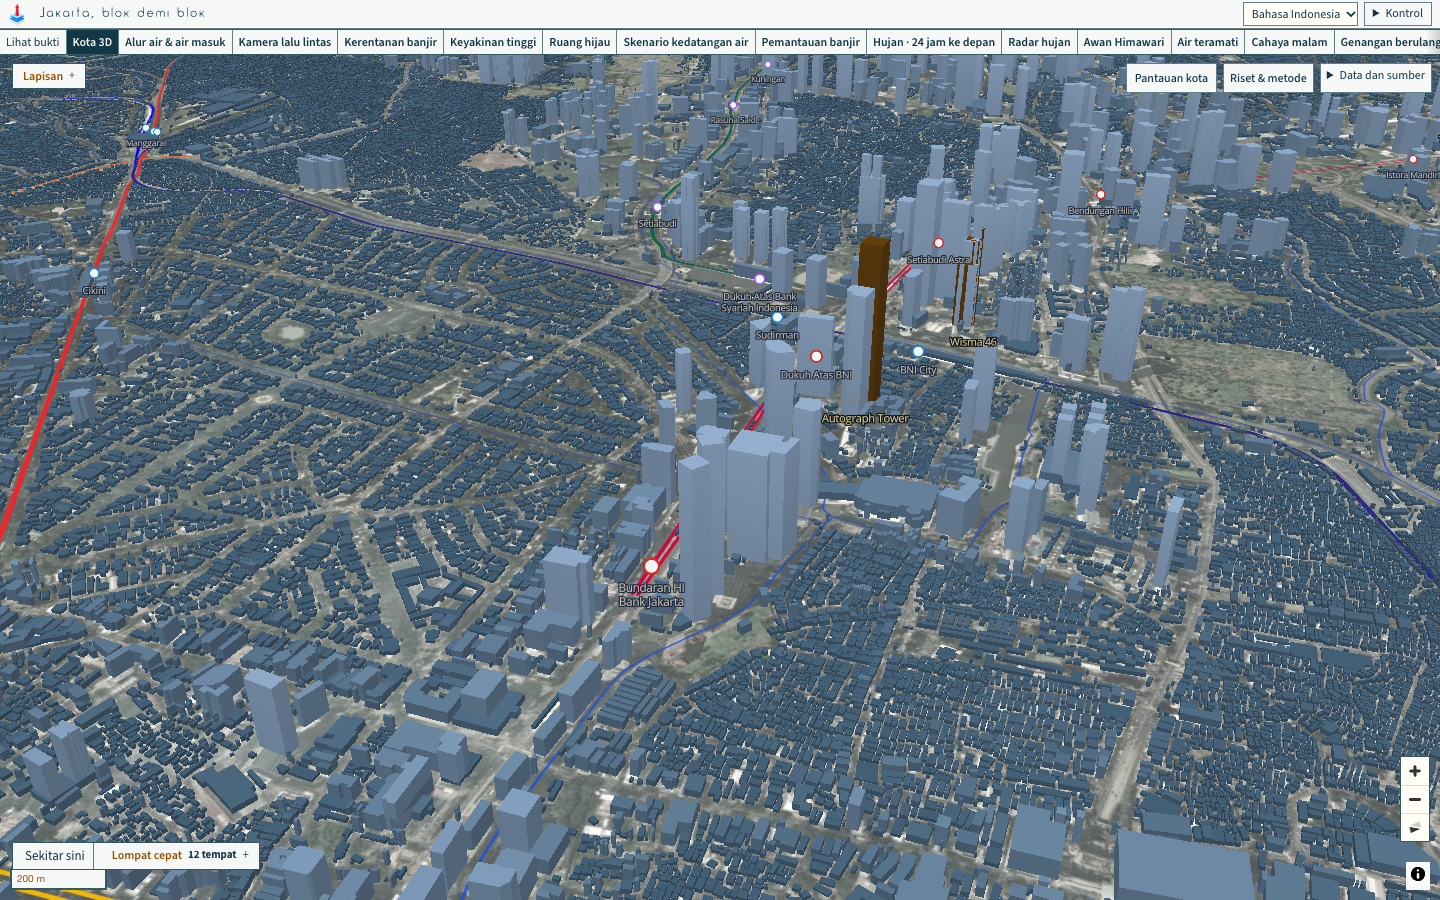 Jakarta, blok demi blok
Bahasa Indonesia
Kontrol
Lihat bukti
Kota 3D
Alur air & air masuk
Kamera lalu lintas
Kerentanan banjir
Keyakinan tinggi
Ruang hijau
Skenario kedatangan air
Pemantauan banjir
Hujan · 24 jam ke depan
Radar hujan
Awan Himawari
Air teramati
Cahaya malam
Genangan berulang
Lapisan +
Pantauan kota
Riset & metode
Data dan sumber
Kuningan
Rasuna Said
Manggarai
Istora Mandiri
Bendungan Hilir
Setiabudi
Setiabudi Astra
Cikini
Dukuh Atas Bank
Syariah Indonesia
Sudirman
Wisma 46
Dukuh Atas BNI
BNI City
Autograph Tower
Bundaran HI
Bank Jakarta
Sekitar sini
Lompat cepat 12 tempat +
200 m